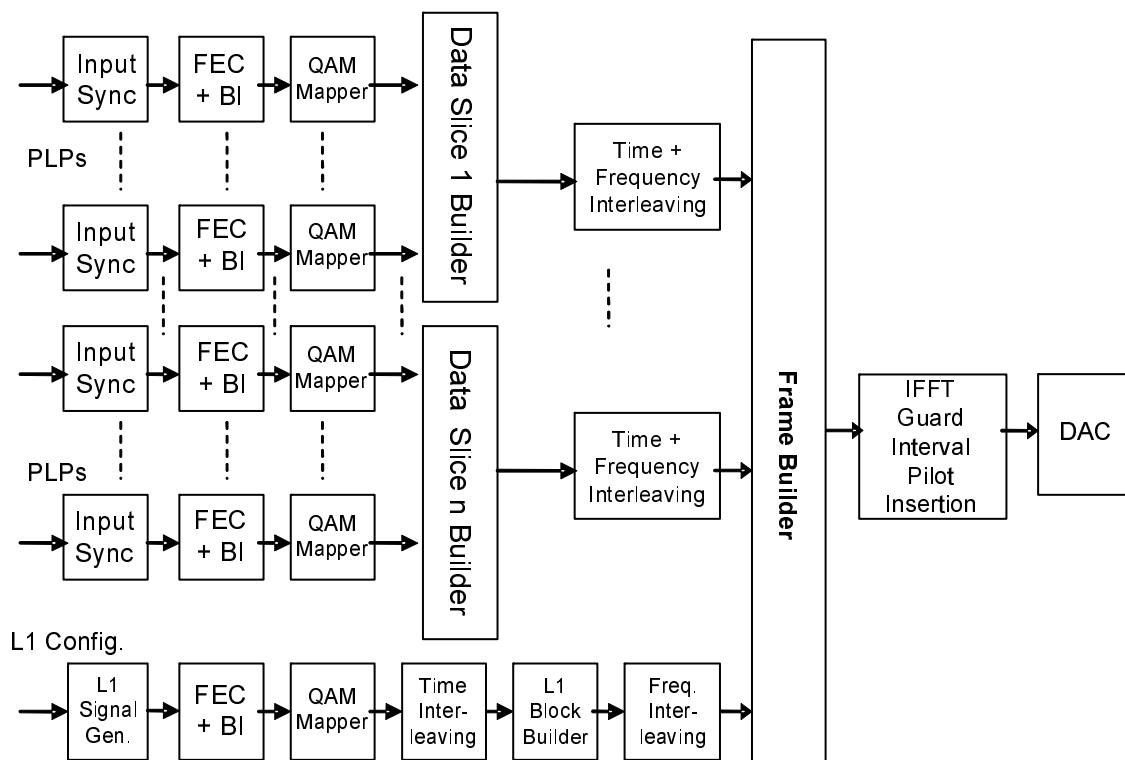 Input
Sync
FEC
+ BI
QAM
Mapper
Data Slice 1 Builder
PLPs
Time +
Frequency
Interleaving
Input
Sync
FEC
+ BI
QAM
Mapper
Input
Sync
FEC
+ BI
QAM
Mapper
Data Slice n Builder
PLPs
Time +
Frequency
Interleaving
Input
Sync
FEC
+ BI
QAM
Mapper
Frame Builder
IFFT
Guard
Interval
Pilot
Insertion
DAC
L1 Config.
L1
Signal
Gen.
FEC
+ BI
QAM
Mapper
Time
Inter-
leaving
L1
Block
Builder
Freq.
Inter-
leaving